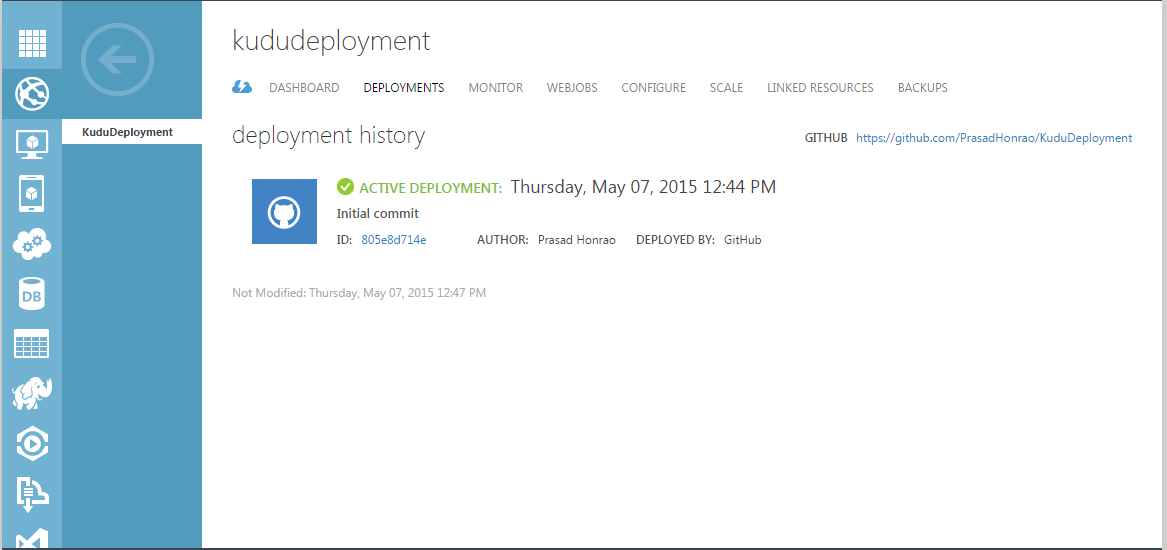 kududeployment
DASHBOARD DEPLOYMENTS MONITOR WEBJOBS CONFIGURE SCALE LINKED RESOURCES BACKUPS
KuduDeployment
deployment history
GITHUB https://github.com/PrasadHonrao/KuduDeployment
ACTIVE DEPLOYMENT: Thursday, May 07, 2015 12:44 PM
Initial commit
ID: 805e8d714e AUTHOR: Prasad Honrao DEPLOYED BY: GitHub
DB
Not Modified: Thursday, May 07, 2015 12:47 PM